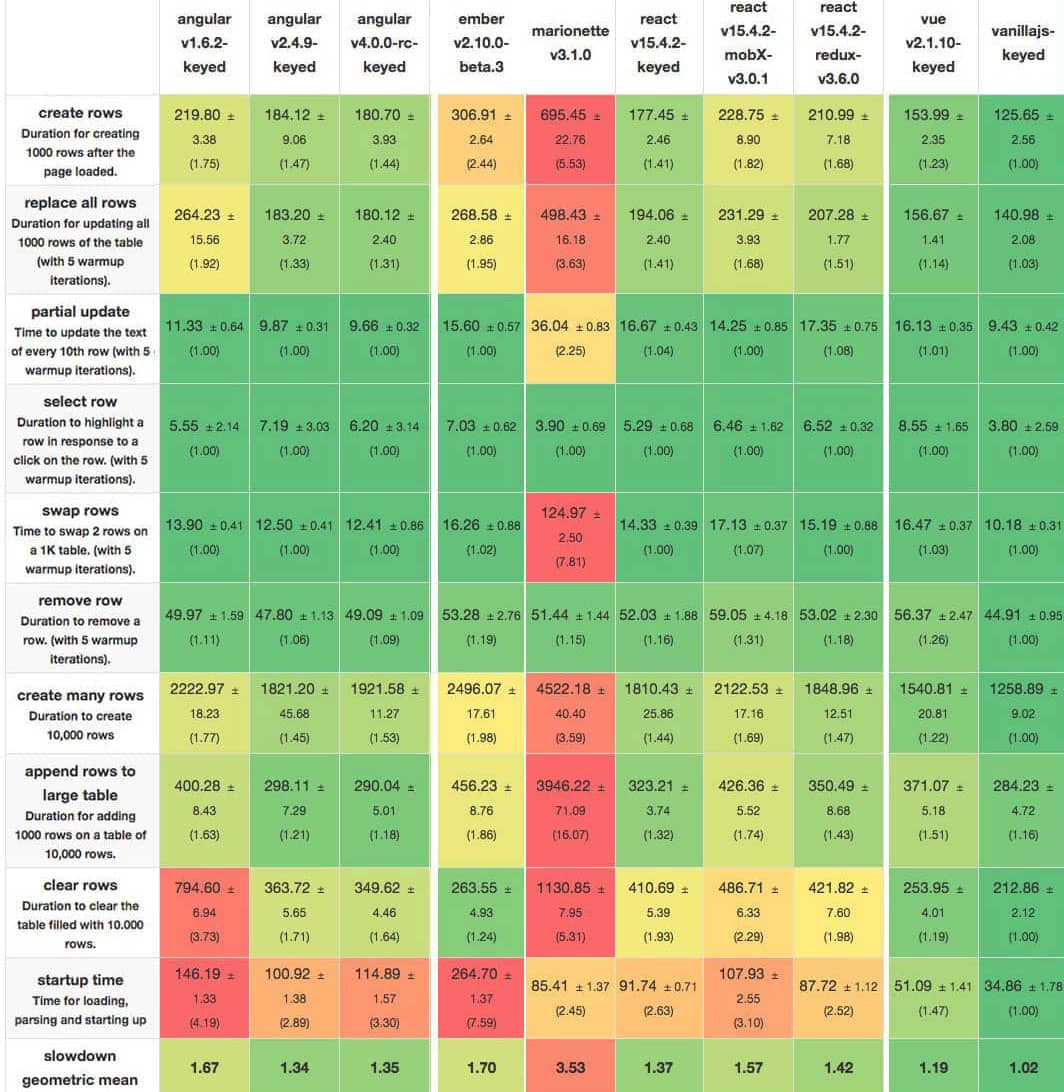 angular v1.6.2-keyed	angular v2.4.9-keyed	angular v4.0.0-rc-keyed	ember v2.10.0-beta.3	marionette v3.1.0	react v15.4.2-keyed	react v15.4.2-mobX-v3.0.1	react v15.4.2-redux-v3.6.0	vue v2.1.10-keyed	vanillajs-keyed
create rows
Duration for creating
1000 rows after the
page loaded.
219.80 ± 3.38 (1.75)	184.12 ± 9.06 (1.47)	180.70 ± 3.93 (1.44)	306.91 ± 2.64 (2.44)	695.45 ± 22.76 (5.53)	177.45 ± 2.46 (1.41)	228.75 ± 8.90 (1.82)	210.99 ± 7.18 (1.68)	153.99 ± 2.35 (1.23)	125.65 ± 2.56 (1.00)
replace all rows
Duration for updating all
1000 rows of the table
(with 5 warmup
iterations).
264.23 ± 15.56 (1.92)	183.20 ± 3.72 (1.33)	180.12 ± 2.40 (1.31)	268.58 ± 2.86 (1.95)	498.43 ± 16.18 (3.63)	194.06 ± 2.40 (1.41)	231.29 ± 3.93 (1.68)	207.28 ± 1.77 (1.51)	156.67 ± 1.41 (1.14)	140.98 ± 2.08 (1.03)
partial update
Time to update the text
of every 10th row (with 5
warmup iterations).
11.33 ± 0.64 (1.00)	9.87 ± 0.31 (1.00)	9.66 ± 0.32 (1.00)	15.60 ± 0.57 (1.00)	36.04 ± 0.83 (2.25)	16.67 ± 0.43 (1.04)	14.25 ± 0.85 (1.00)	17.35 ± 0.75 (1.08)	16.13 ± 0.35 (1.01)	9.43 ± 0.42 (1.00)
select row
Duration to highlight a
row in response to a
click on the row. (with 5
warmup iterations).
5.55 ± 2.14 (1.00)	7.19 ± 3.03 (1.00)	6.20 ± 3.14 (1.00)	7.03 ± 0.62 (1.00)	3.90 ± 0.69 (1.00)	5.29 ± 0.68 (1.00)	6.46 ± 1.62 (1.00)	6.52 ± 0.32 (1.00)	8.55 ± 1.65 (1.00)	3.80 ± 2.59 (1.00)
swap rows
Time to swap 2 rows on
a 1K table. (with 5
warmup iterations).
13.90 ± 0.41 (1.00)	12.50 ± 0.41 (1.00)	12.41 ± 0.86 (1.00)	16.26 ± 0.88 (1.02)	124.97 ± 2.50 (7.81)	14.33 ± 0.39 (1.00)	17.13 ± 0.37 (1.07)	15.19 ± 0.88 (1.00)	16.47 ± 0.37 (1.03)	10.18 ± 0.31 (1.00)
remove row
Duration to remove a
row. (with 5 warmup
iterations).
49.97 ± 1.59 (1.11)	47.80 ± 1.13 (1.06)	49.09 ± 1.09 (1.09)	53.28 ± 2.76 (1.19)	51.44 ± 1.44 (1.15)	52.03 ± 1.88 (1.16)	59.05 ± 4.18 (1.31)	53.02 ± 2.30 (1.18)	56.37 ± 2.47 (1.26)	44.91 ± 0.95 (1.00)
create many rows
Duration to create
10,000 rows
2222.97 ± 18.23 (1.77)	1821.20 ± 45.68 (1.45)	1921.58 ± 11.27 (1.53)	2496.07 ± 17.61 (1.98)	4522.18 ± 40.40 (3.59)	1810.43 ± 25.86 (1.44)	2122.53 ± 17.16 (1.69)	1848.96 ± 12.51 (1.47)	1540.81 ± 20.81 (1.22)	1258.89 ± 9.02 (1.00)
append rows to
large table
Duration for adding
1000 rows on a table of
10,000 rows.
400.28 ± 8.43 (1.63)	298.11 ± 7.29 (1.21)	290.04 ± 5.01 (1.18)	456.23 ± 8.76 (1.86)	3946.22 ± 71.09 (16.07)	323.21 ± 3.74 (1.32)	426.36 ± 5.52 (1.74)	350.49 ± 8.68 (1.43)	371.07 ± 5.18 (1.51)	284.23 ± 4.72 (1.16)
clear rows
Duration to clear the
table filled with 10.000
rows.
794.60 ± 6.94 (3.73)	363.72 ± 5.65 (1.71)	349.62 ± 4.46 (1.64)	263.55 ± 4.93 (1.24)	1130.85 ± 7.95 (5.31)	410.69 ± 5.39 (1.93)	486.71 ± 6.33 (2.29)	421.82 ± 7.60 (1.98)	253.95 ± 4.01 (1.19)	212.86 ± 2.12 (1.00)
startup time
Time for loading,
parsing and starting up
146.19 ± 1.33 (4.19)	100.92 ± 1.38 (2.89)	114.89 ± 1.57 (3.30)	264.70 ± 1.37 (7.59)	85.41 ± 1.37 (2.45)	91.74 ± 0.71 (2.63)	107.93 ± 2.55 (3.10)	87.72 ± 1.12 (2.52)	51.09 ± 1.41 (1.47)	34.86 ± 1.78 (1.00)
slowdown
geometric mean
1.67	1.34	1.35	1.70	3.53	1.37	1.57	1.42	1.19	1.02